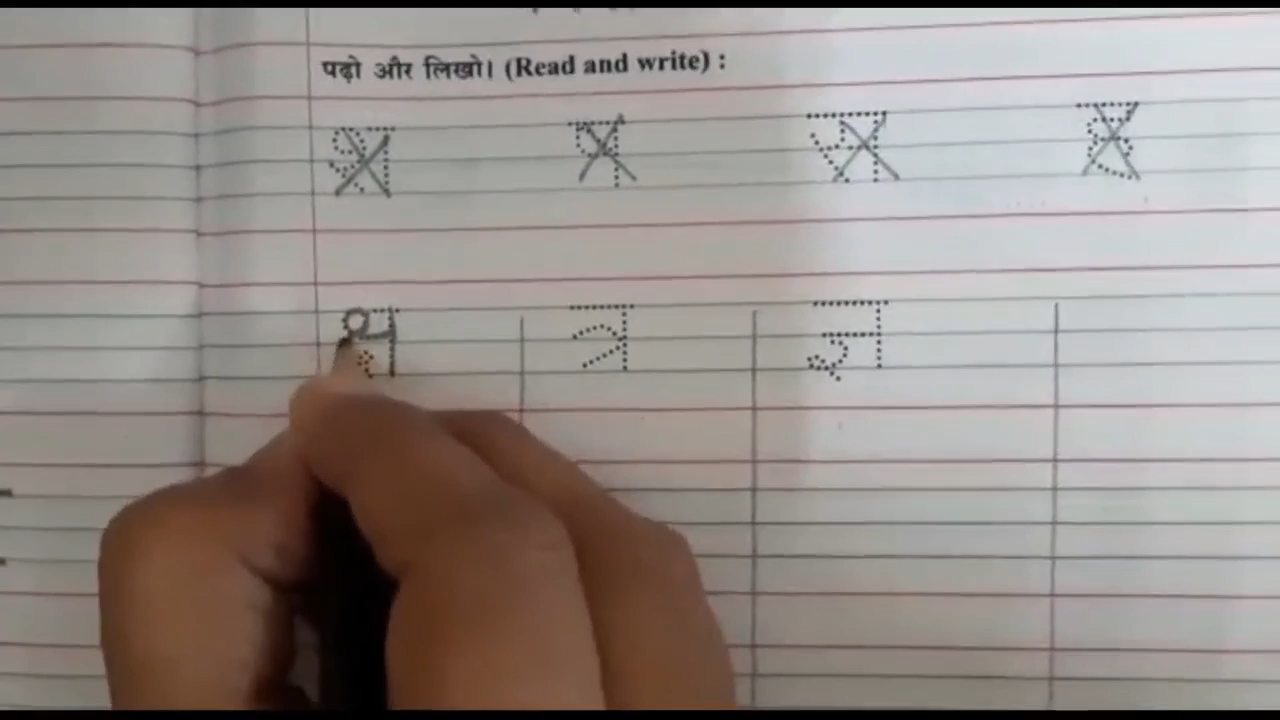 पढ़ो और लिखो। (Read and write) :
श ष स ह
क्ष त्र ज्ञ